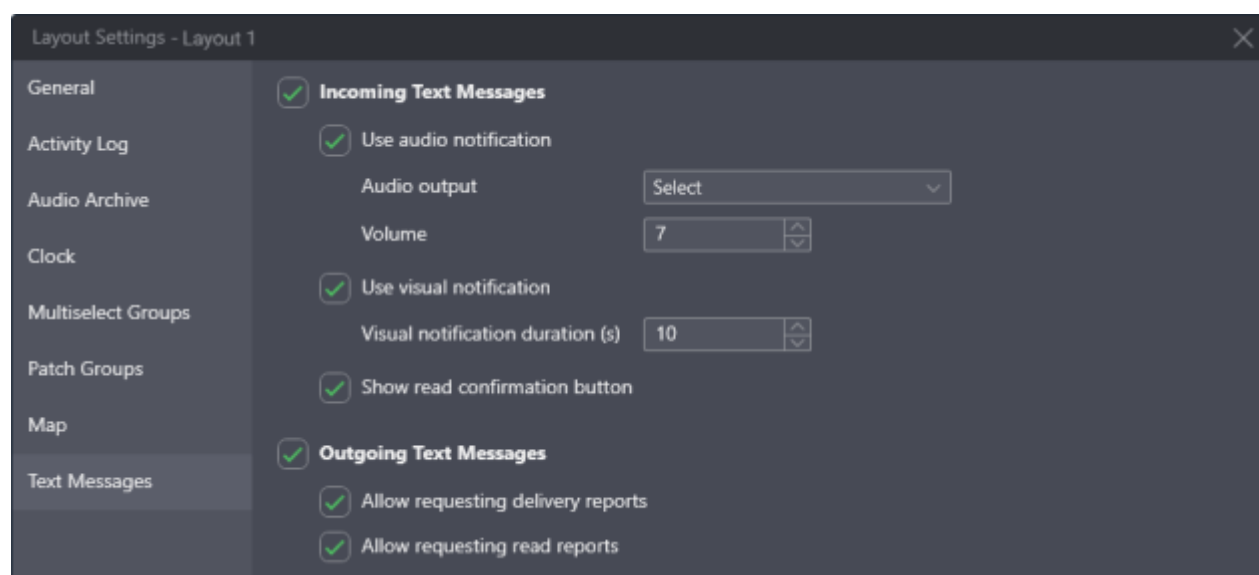 Layout Settings - Layout 1
General
Activity Log
Audio Archive
Clock
Multiselect Groups
Patch Groups
Map
Text Messages
Incoming Text Messages
Use audio notification
Audio output Select
Volume 7
Use visual notification
Visual notification duration (s) 10
Show read confirmation button
Outgoing Text Messages
Allow requesting delivery reports
Allow requesting read reports